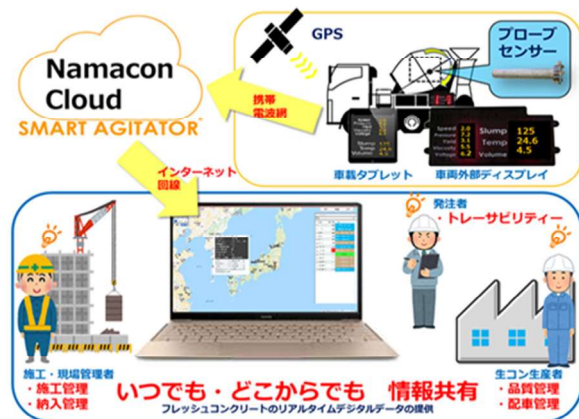 Namacon
Cloud
SMART AGITATOR
携帯
電波網
GPS
プローブ
センサー
Speed 2.0
Slump 125
Temp 24.6
Volume 4.5
車載タブレット
車両外部ディスプレイ
インターネット
回線
発注者
・トレーサビリティー
施工・現場管理者
・施工管理
・納入管理
生コン生産者
・品質管理
・配車管理
いつでも・どこからでも 情報共有
フレッシュコンクリートのリアルタイムデジタルデータの提供